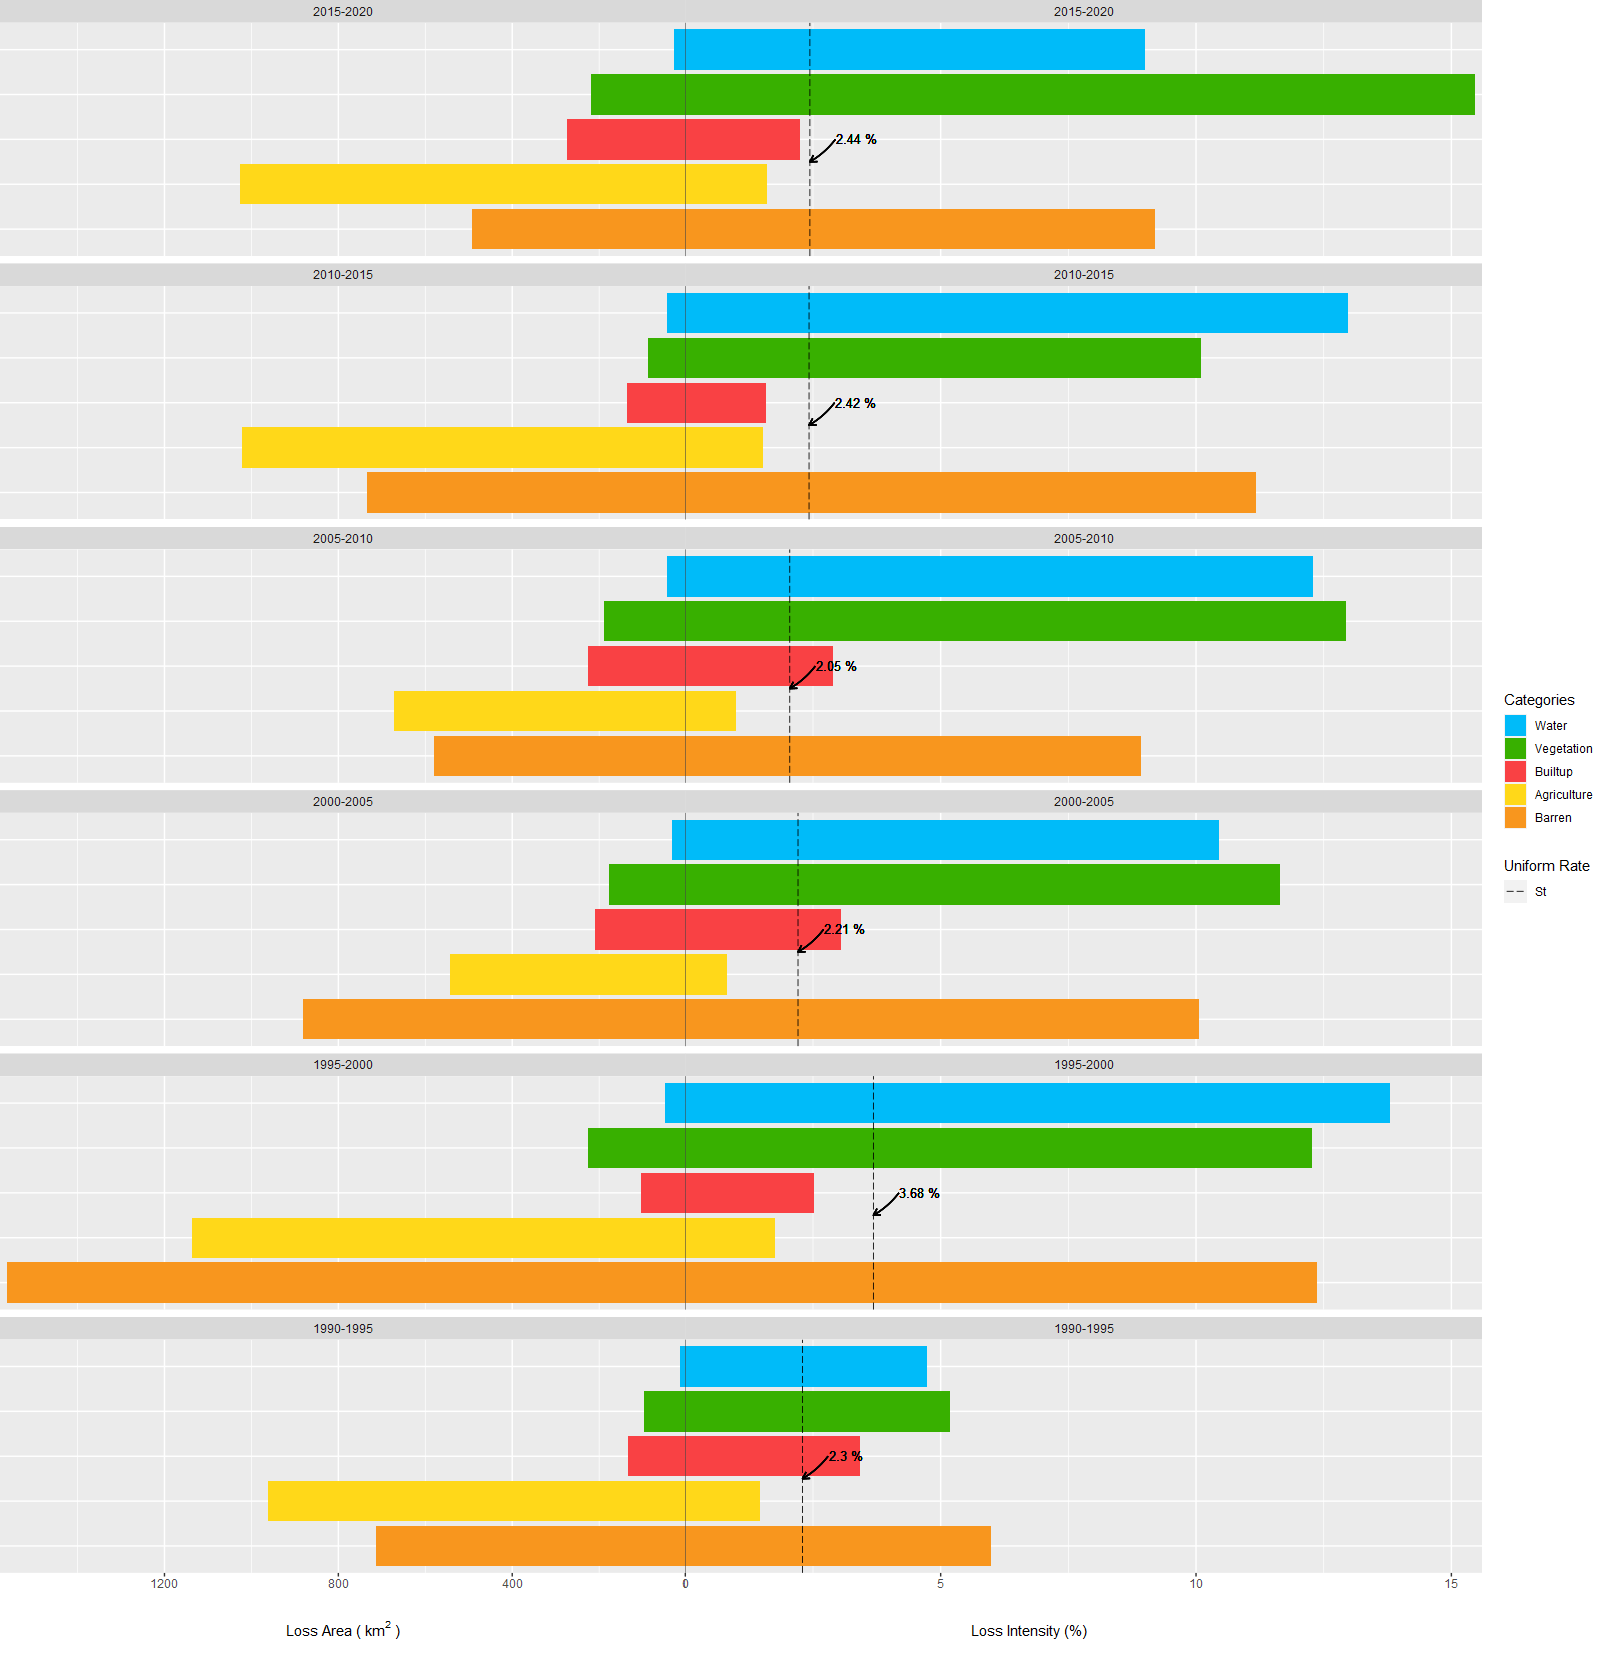 2015-2020 2015-2020
2.44 %
2010-2015 2010-2015
2.42 %
2005-2010 2005-2010
2.05 %
2000-2005 2000-2005
2.21 %
1995-2000 1995-2000
3.68 %
1990-1995 1990-1995
2.3 %
1200 800 400 0 5 10 15
Loss Area ( km² ) Loss Intensity (%)
Categories
Water
Vegetation
Builtup
Agriculture
Barren
Uniform Rate
St